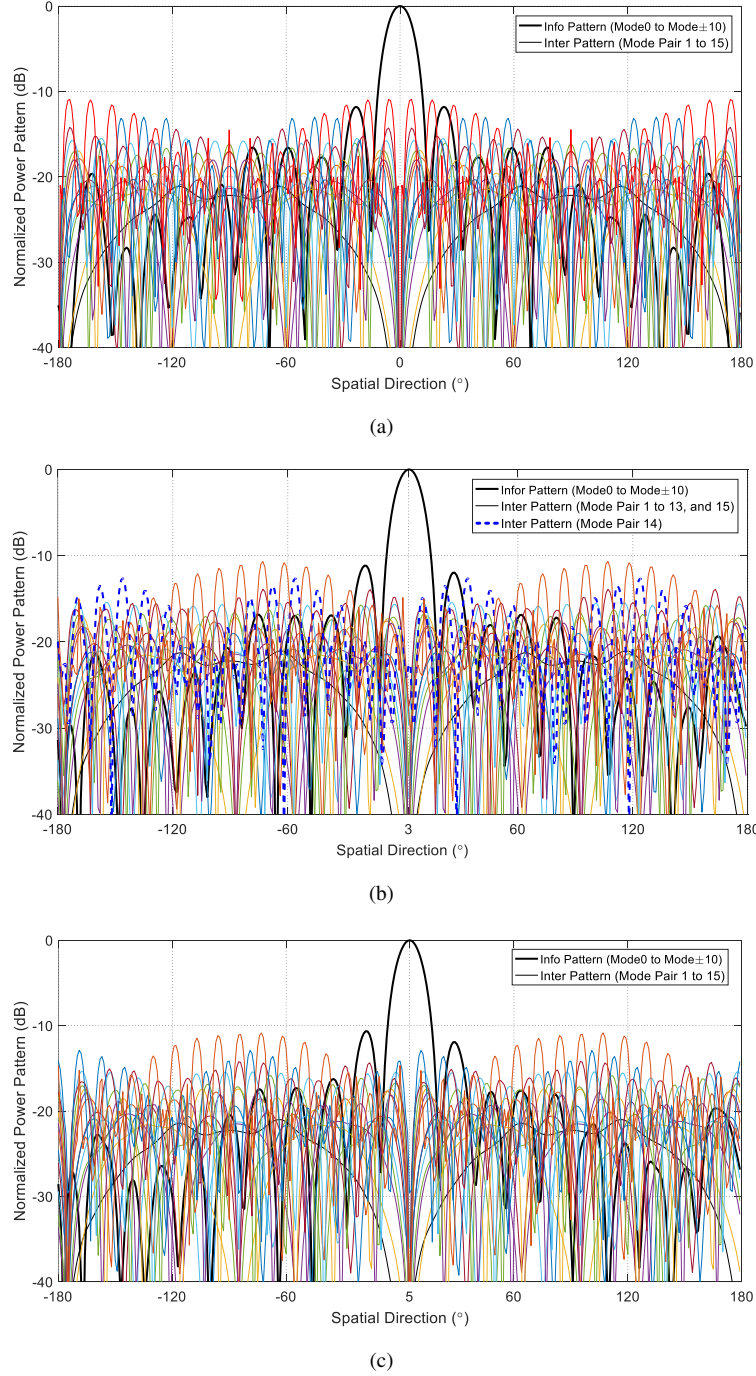 0
-10
-20
-30
-40
Normalized Power Pattern (dB)
Info Pattern (Mode0 to Mode±10)
Inter Pattern (Mode Pair 1 to 15)
-180 -120 -60 0 60 120 180
Spatial Direction (°)
(a)
0
-10
-20
-30
-40
Normalized Power Pattern (dB)
Infor Pattern (Mode0 to Mode±10)
Inter Pattern (Mode Pair 1 to 13, and 15)
Inter Pattern (Mode Pair 14)
-180 -120 -60 3 60 120 180
Spatial Direction (°)
(b)
0
-10
-20
-30
-40
Normalized Power Pattern (dB)
Info Pattern (Mode0 to Mode±10)
Inter Pattern (Mode Pair 1 to 15)
-180 -120 -60 5 60 120 180
Spatial Direction (°)
(c)